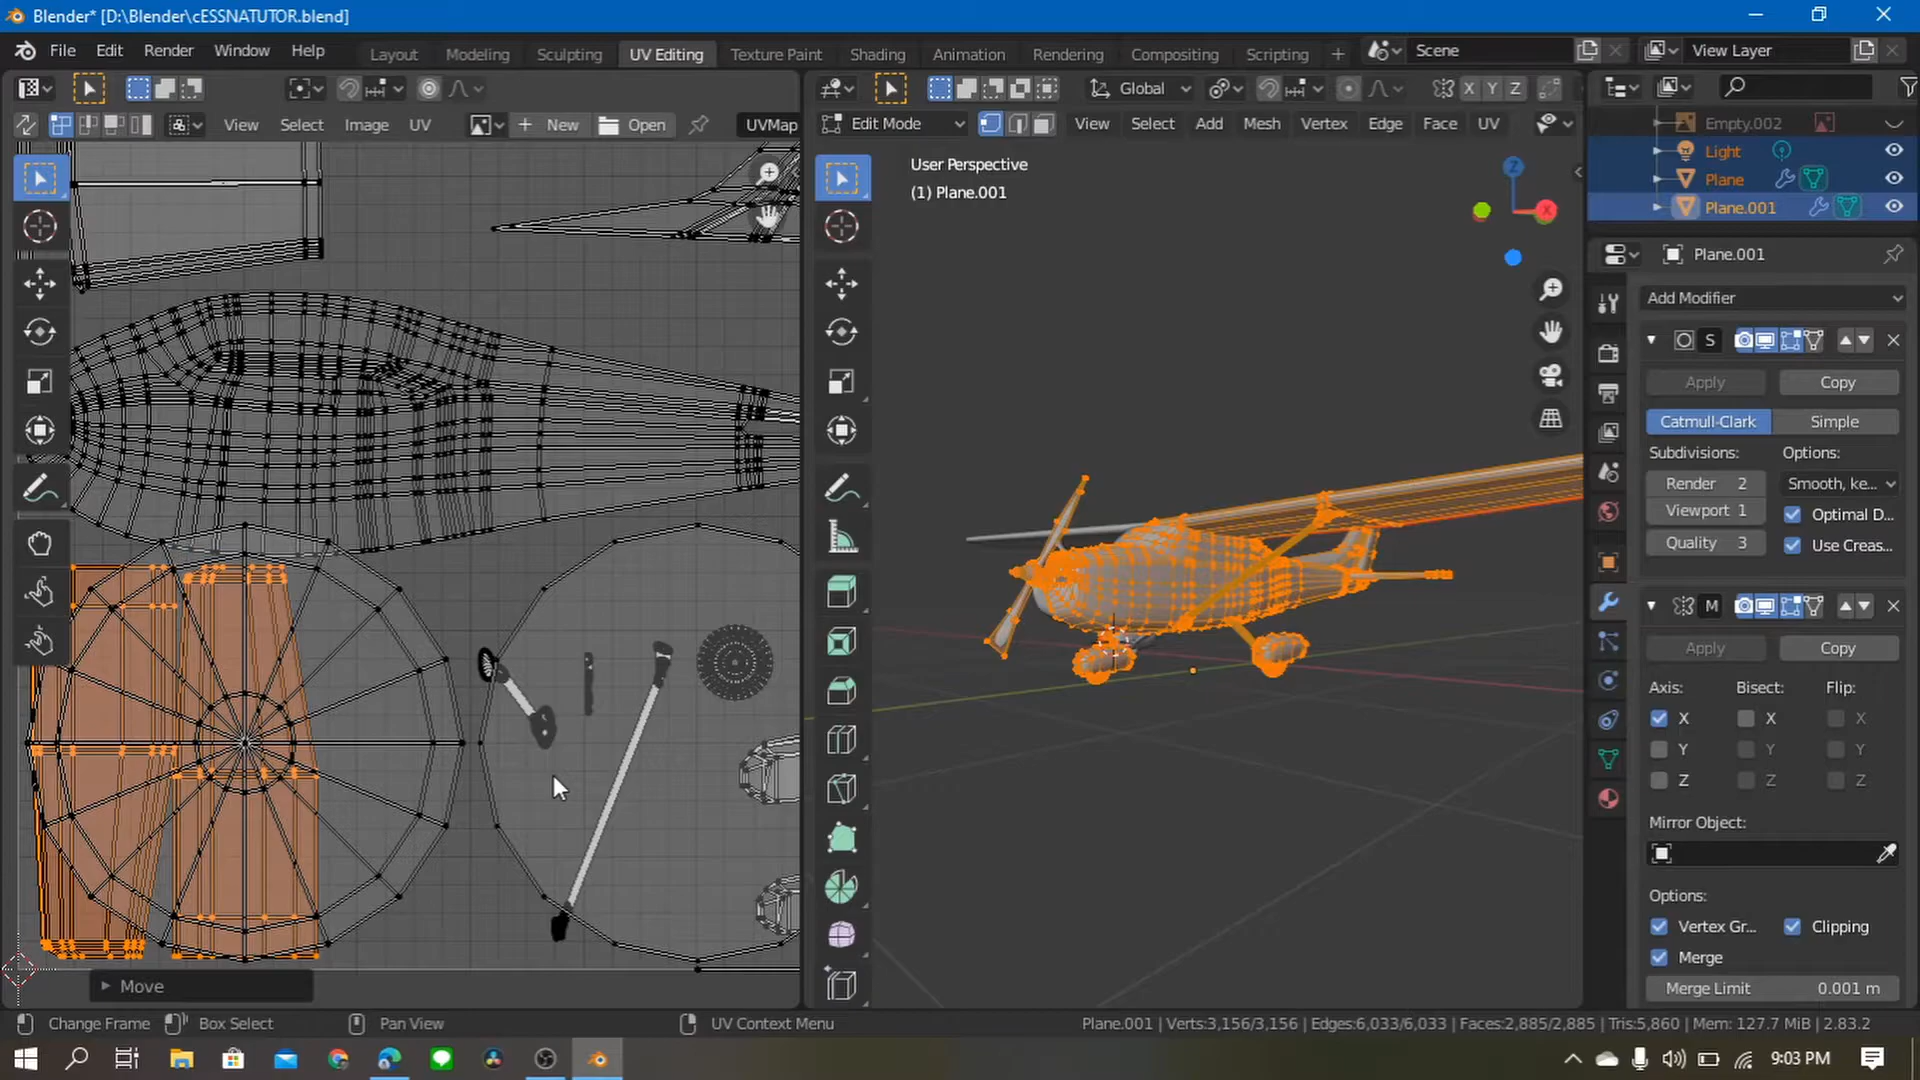 Blender* [D:\Blender\cESSNATUTOR.blend]
File Edit Render Window Help
Layout Modeling Sculpting UV Editing Texture Paint Shading Animation Rendering Compositing Scripting +
Scene
View Layer
Global
X Y Z
View Select Image UV
+ New
Open
UVMap
Edit Mode
View Select Add Mesh Vertex Edge Face UV
User Perspective
(1) Plane.001
Z
X
Move
Empty.002
Light
Plane
Plane.001
Plane.001
Add Modifier
S
Apply Copy
Catmull-Clark Simple
Subdivisions: Options:
Render 2 Smooth, ke...
Viewport 1 Optimal D...
Quality 3 Use Creas...
M
Apply Copy
Axis: Bisect: Flip:
X X X
Y Y Y
Z Z Z
Mirror Object:
Options:
Vertex Gr... Clipping
Merge
Merge Limit 0.001 m
Change Frame Box Select Pan View UV Context Menu
Plane.001 | Verts:3,156/3,156 | Edges:6,033/6,033 | Faces:2,885/2,885 | Tris:5,860 | Mem: 127.7 MiB | 2.83.2
9:03 PM